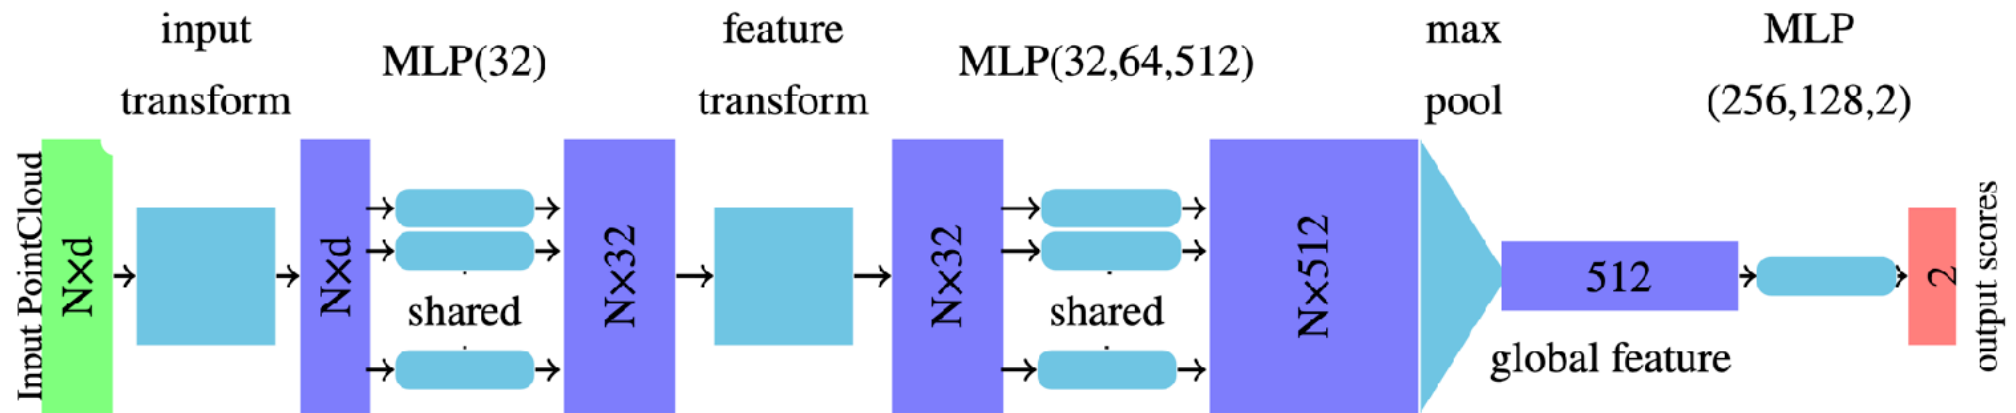 input
transform
MLP(32)
feature
transform
MLP(32,64,512)
max
pool
MLP
(256,128,2)
Input PointCloud
N×d
N×d
shared
N×32
N×32
shared
N×512
512
global feature
2
output scores